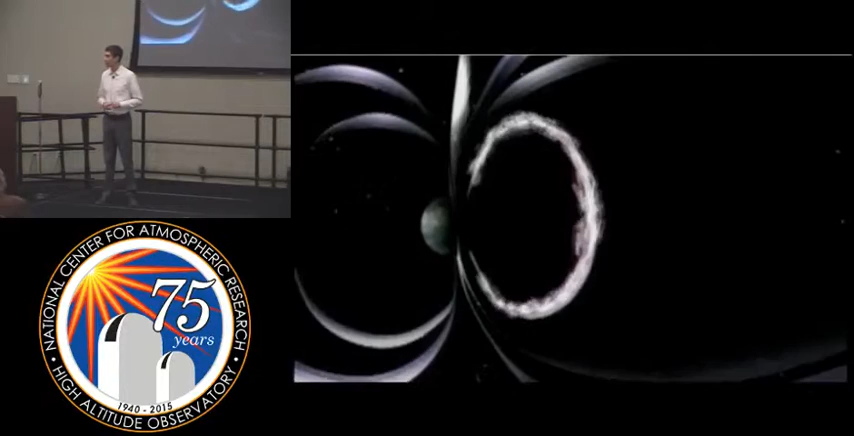 NATIONAL CENTER FOR ATMOSPHERIC RESEARCH
75
years
1940 - 2015
HIGH ALTITUDE OBSERVATORY